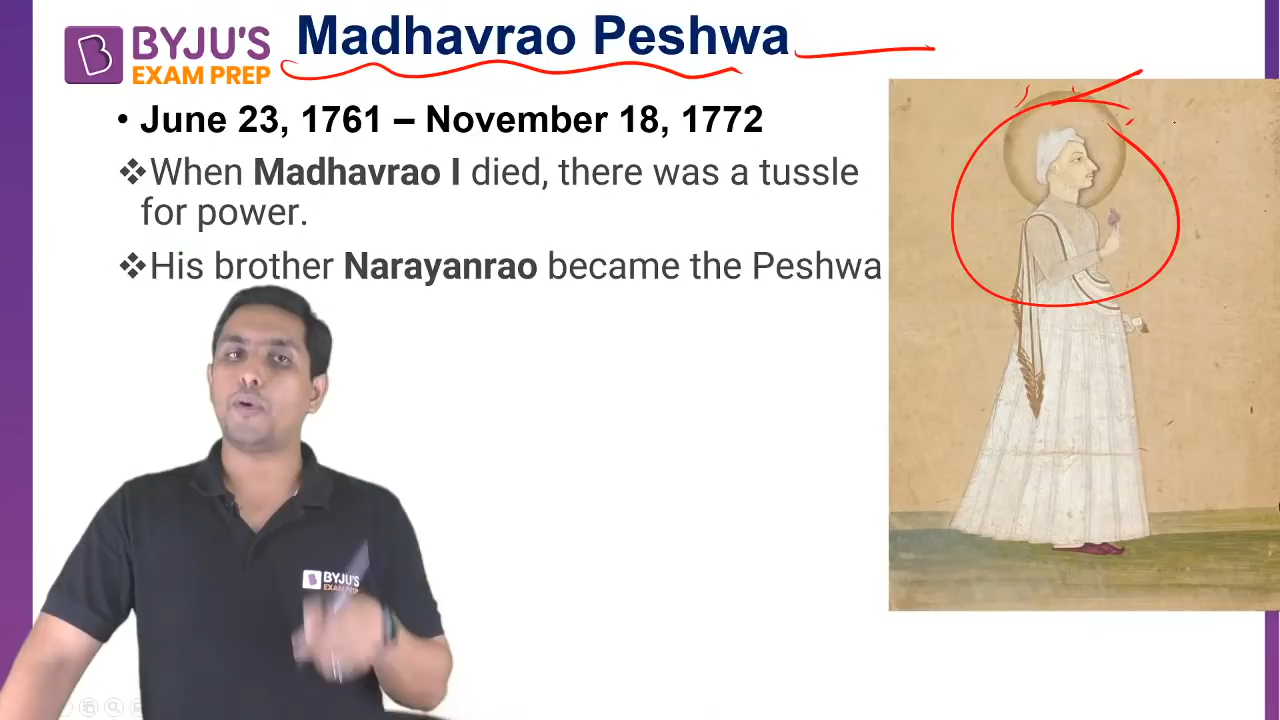 BYJU'S
EXAM PREP
Madhavrao Peshwa
• June 23, 1761 – November 18, 1772
❖When Madhavrao I died, there was a tussle
for power.
❖His brother Narayanrao became the Peshwa
BYJU'S
EXAM PREP